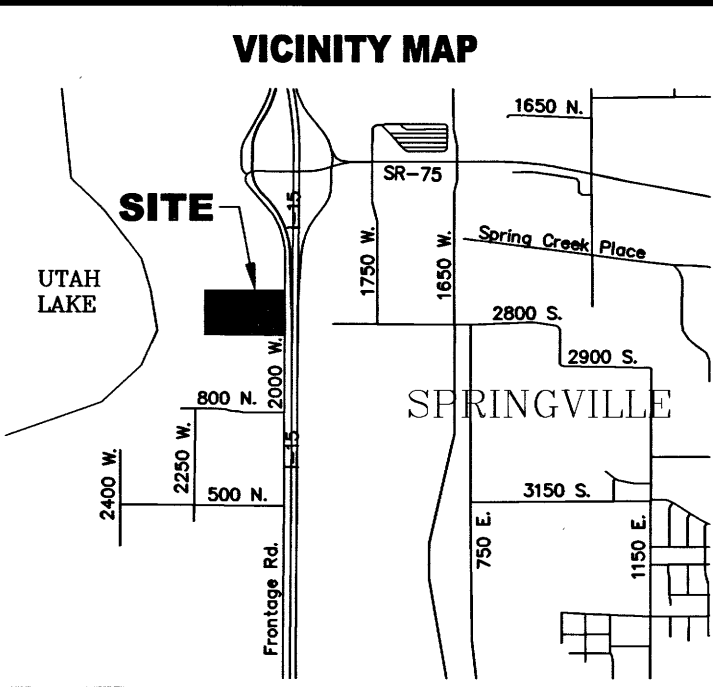 VICINITY MAP
1650 N.
SR-75
SITE
I-15
1750 W.
1650 W.
Spring Creek Place
UTAH
LAKE
2800 S.
2000 W.
2900 S.
800 N.
SPRINGVILLE
2250 W.
I-15
2400 W.
500 N.
3150 S.
750 E.
1150 E.
Frontage Rd.